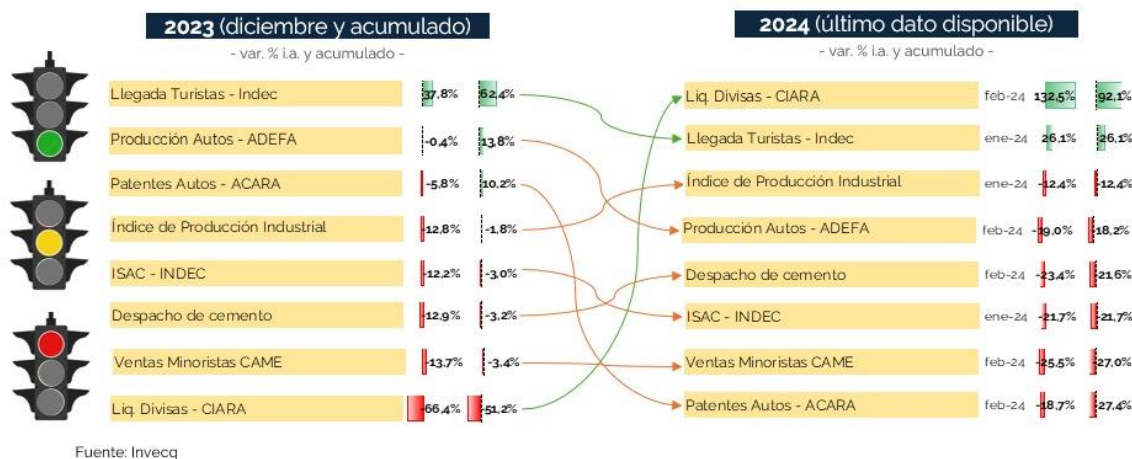 2023 (diciembre y acumulado)
- var. % i.a. y acumulado -
Llegada Turistas - Indec 37,8% 62,4%
Producción Autos - ADEFA -0,4% 13,8%
Patentes Autos - ACARA -5,8% 10,2%
Índice de Producción Industrial -12,8% -1,8%
ISAC - INDEC -12,2% -3,0%
Despacho de cemento -12,9% -3,2%
Ventas Minoristas CAME -13,7% -3,4%
Liq. Divisas - CIARA -66,4% -51,2%
2024 (último dato disponible)
- var. % i.a. y acumulado -
Liq. Divisas - CIARA feb-24 132,5% 92,1%
Llegada Turistas - Indec ene-24 26,1% 26,1%
Índice de Producción Industrial ene-24 -12,4% -12,4%
Producción Autos - ADEFA feb-24 -19,0% -18,2%
Despacho de cemento feb-24 -23,4% -21,6%
ISAC - INDEC ene-24 -21,7% -21,7%
Ventas Minoristas CAME feb-24 -25,5% -27,0%
Patentes Autos - ACARA feb-24 -18,7% -27,4%
Fuente: Invecq